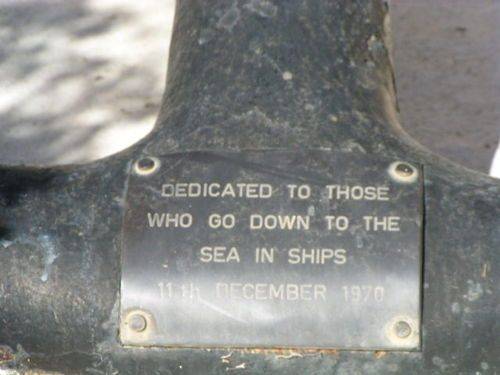 DEDICATED TO THOSE
WHO GO DOWN TO THE
SEA IN SHIPS
11th DECEMBER 1970